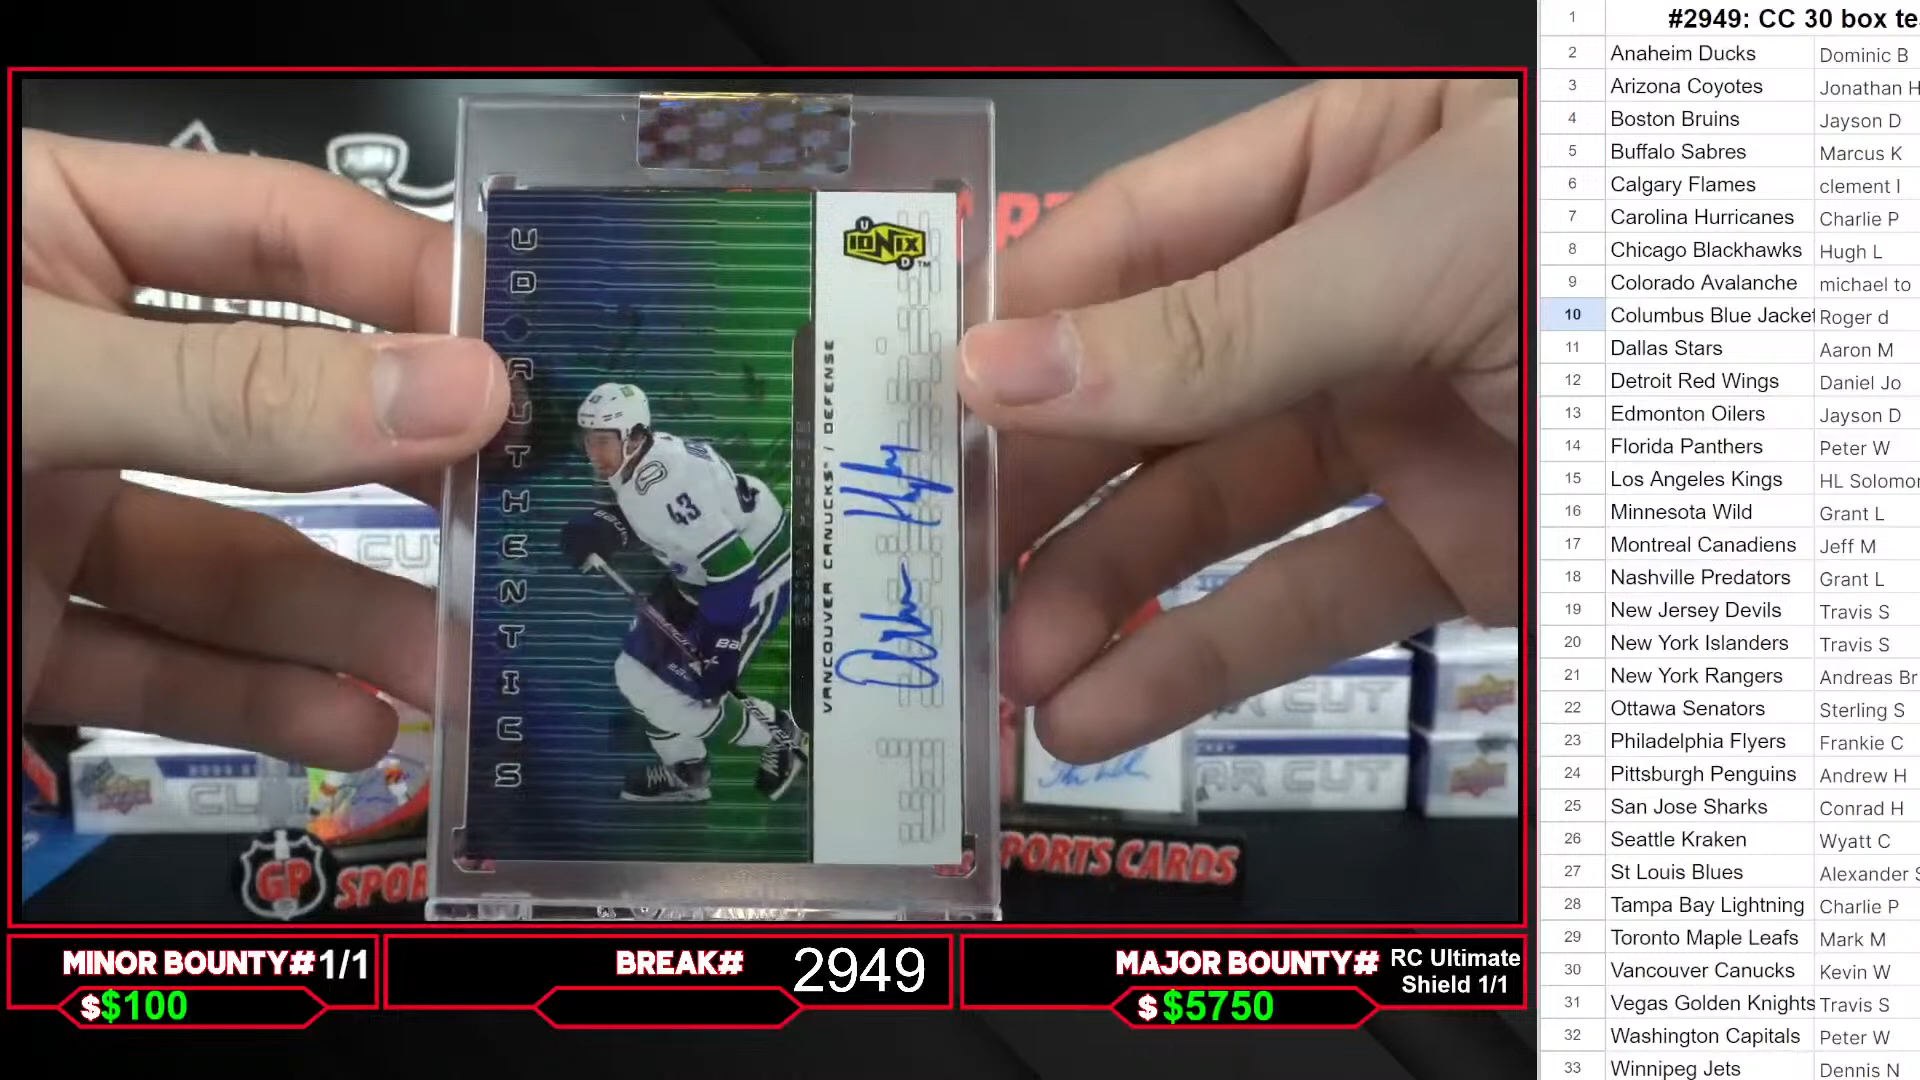 #2949: CC 30 box te
1
2 Anaheim Ducks Dominic B
3 Arizona Coyotes Jonathan H
4 Boston Bruins Jayson D
5 Buffalo Sabres Marcus K
6 Calgary Flames clement l
7 Carolina Hurricanes Charlie P
8 Chicago Blackhawks Hugh L
9 Colorado Avalanche michael to
10 Columbus Blue Jacket Roger d
11 Dallas Stars Aaron M
12 Detroit Red Wings Daniel Jo
13 Edmonton Oilers Jayson D
14 Florida Panthers Peter W
15 Los Angeles Kings HL Solomon
16 Minnesota Wild Grant L
17 Montreal Canadiens Jeff M
18 Nashville Predators Grant L
19 New Jersey Devils Travis S
20 New York Islanders Travis S
21 New York Rangers Andreas Br
22 Ottawa Senators Sterling S
23 Philadelphia Flyers Frankie C
24 Pittsburgh Penguins Andrew H
25 San Jose Sharks Conrad H
26 Seattle Kraken Wyatt C
27 St Louis Blues Alexander S
28 Tampa Bay Lightning Charlie P
29 Toronto Maple Leafs Mark M
30 Vancouver Canucks Kevin W
31 Vegas Golden Knights Travis S
32 Washington Capitals Peter W
33 Winnipeg Jets Dennis N
UD AUTHENTICS
UD IONIX™
VANCOUVER CANUCKS® / DEFENSE
43
BAUER
GP SPOR
PORTS CARDS
MINOR BOUNTY# 1/1
$$100
BREAK# 2949
MAJOR BOUNTY# RC Ultimate
Shield 1/1
$ $5750